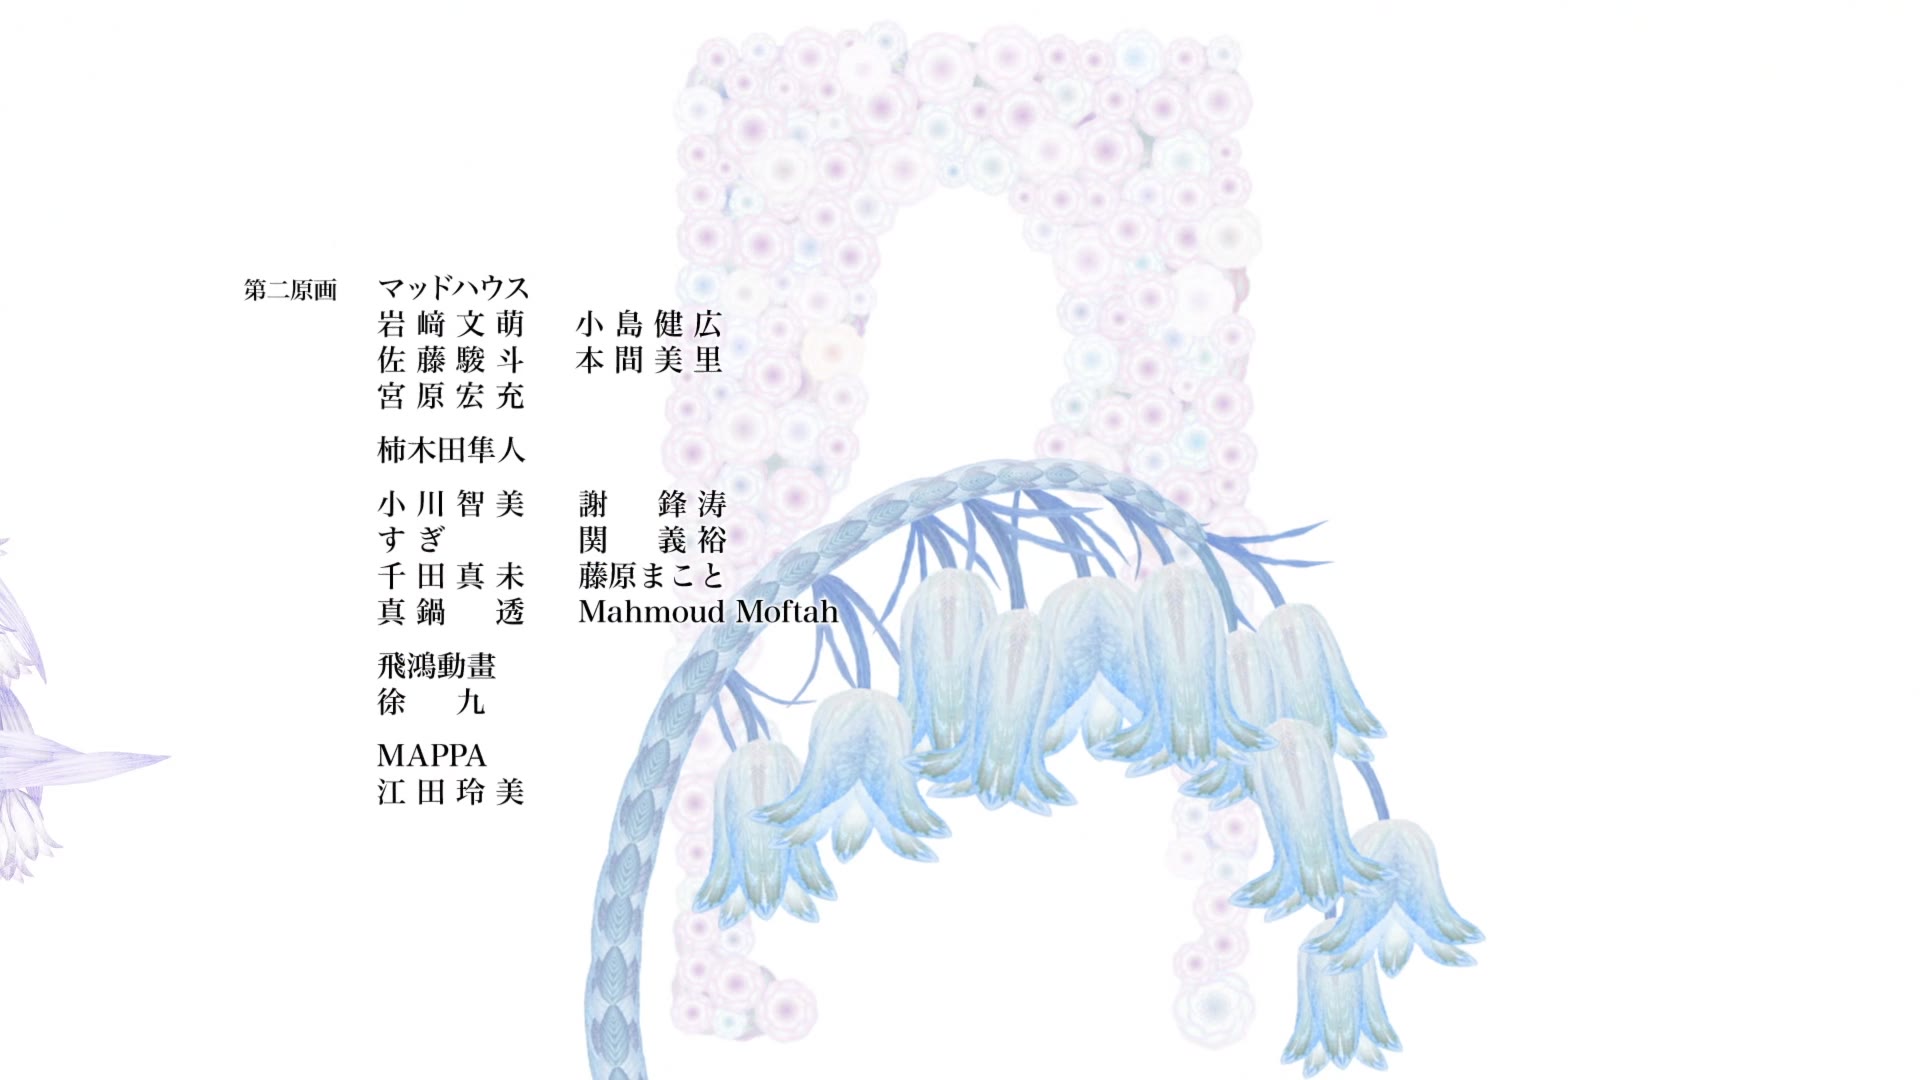 第二原画 マッドハウス
岩﨑文萌 小島健広
佐藤駿斗 本間美里
宮原宏充
柿木田隼人
小川智美 謝 鋒涛
すぎ 関 義裕
千田真未 藤原まこと
真鍋 透 Mahmoud Moftah
飛鴻動畫
徐 九
MAPPA
江田玲美